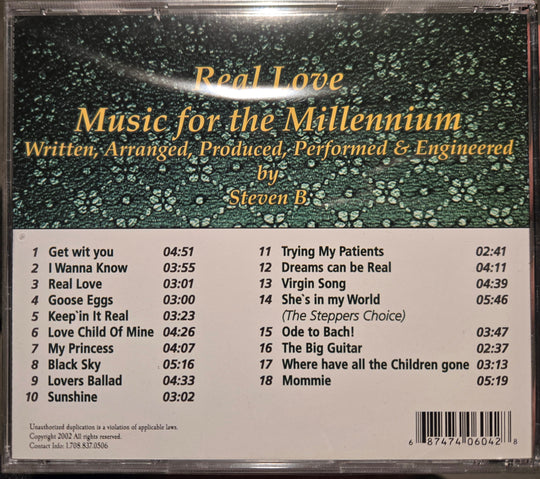 Real Love
Music for the Millennium
Written, Arranged, Produced, Performed & Engineered
by
Steven B
1 Get wit you 04:51
2 I Wanna Know 03:55
3 Real Love 03:01
4 Goose Eggs 03:00
5 Keep`in It Real 03:23
6 Love Child Of Mine 04:26
7 My Princess 04:07
8 Black Sky 05:16
9 Lovers Ballad 04:33
10 Sunshine 03:02
11 Trying My Patients 02:41
12 Dreams can be Real 04:11
13 Virgin Song 04:39
14 She`s in my World 05:46
(The Steppers Choice)
15 Ode to Bach! 03:47
16 The Big Guitar 02:37
17 Where have all the Children gone 03:13
18 Mommie 05:19
Unauthorized duplication is a violation of applicable laws.
Copyright 2002 All rights reserved.
Contact Info: 1.708.837.0506
6 87474 06042 8